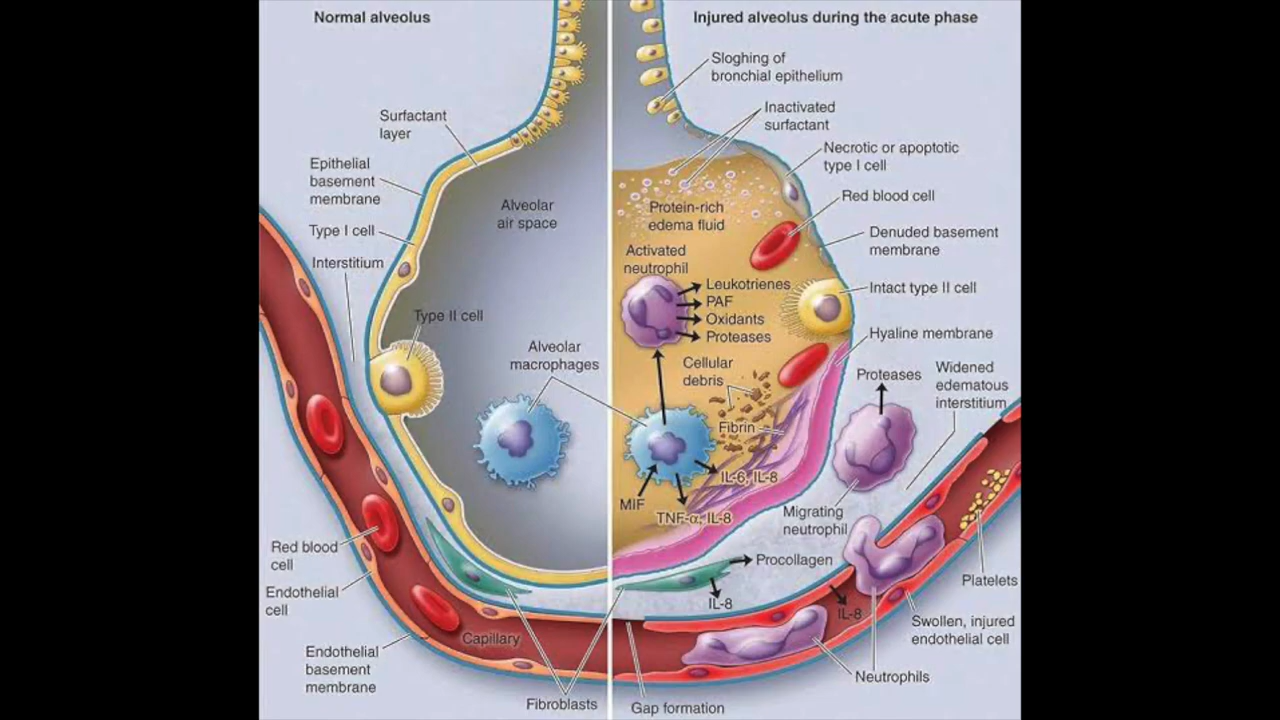 Normal alveolus
Injured alveolus during the acute phase
Sloghing of
bronchial epithelium
Surfactant
layer
Inactivated
surfactant
Epithelial
basement
membrane
Necrotic or apoptotic
type I cell
Red blood cell
Alveolar
air space
Protein-rich
edema fluid
Type I cell
Denuded basement
membrane
Interstitium
Activated
neutrophil
Leukotrienes
PAF
Oxidants
Proteases
Intact type II cell
Type II cell
Hyaline membrane
Alveolar
macrophages
Cellular
debris
Proteases
Widened
edematous
interstitium
Fibrin
IL-6, IL-8
MIF
TNF-α, IL-8
Migrating
neutrophil
Red blood
cell
Procollagen
Platelets
Endothelial
cell
IL-8
IL-8
Swollen, injured
endothelial cell
Capillary
Endothelial
basement
membrane
Neutrophils
Fibroblasts
Gap formation